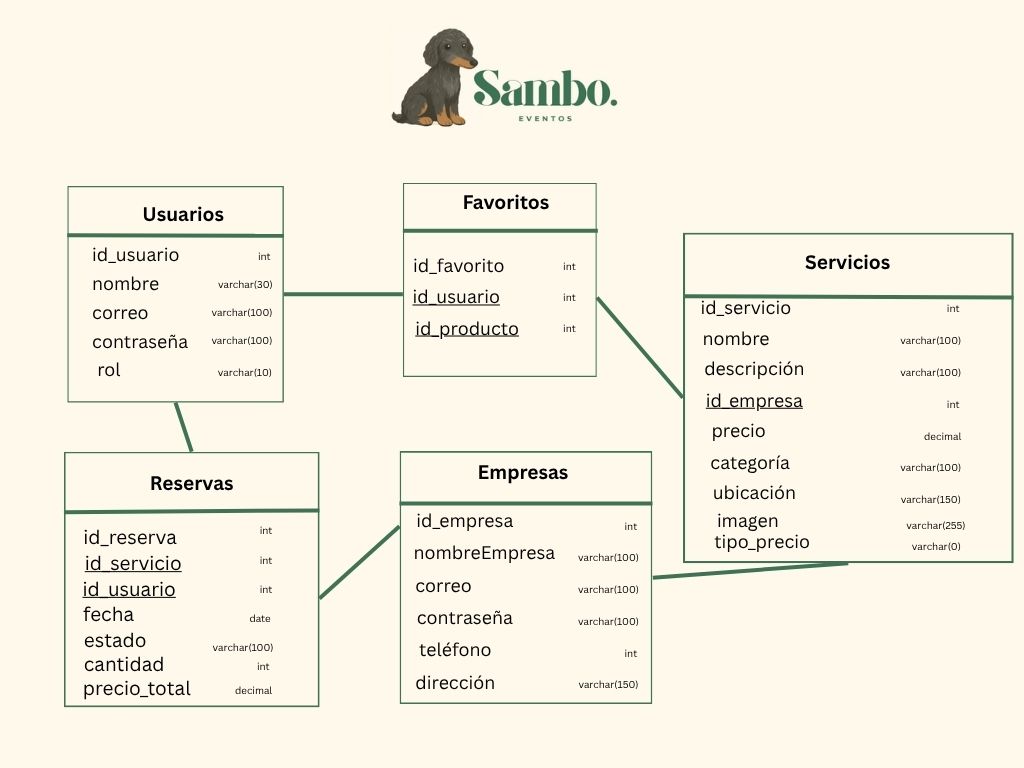 Sambo.
EVENTOS
Usuarios
id_usuario int
nombre varchar(30)
correo varchar(100)
contraseña varchar(100)
rol varchar(10)
Favoritos
id_favorito int
id_usuario int
id_producto int
Servicios
id_servicio int
nombre varchar(100)
descripción varchar(100)
id_empresa int
precio decimal
categoría varchar(100)
ubicación varchar(150)
imagen varchar(255)
tipo_precio varchar(0)
Reservas
id_reserva int
id_servicio int
id_usuario int
fecha date
estado varchar(100)
cantidad int
precio_total decimal
Empresas
id_empresa int
nombreEmpresa varchar(100)
correo varchar(100)
contraseña varchar(100)
teléfono int
dirección varchar(150)